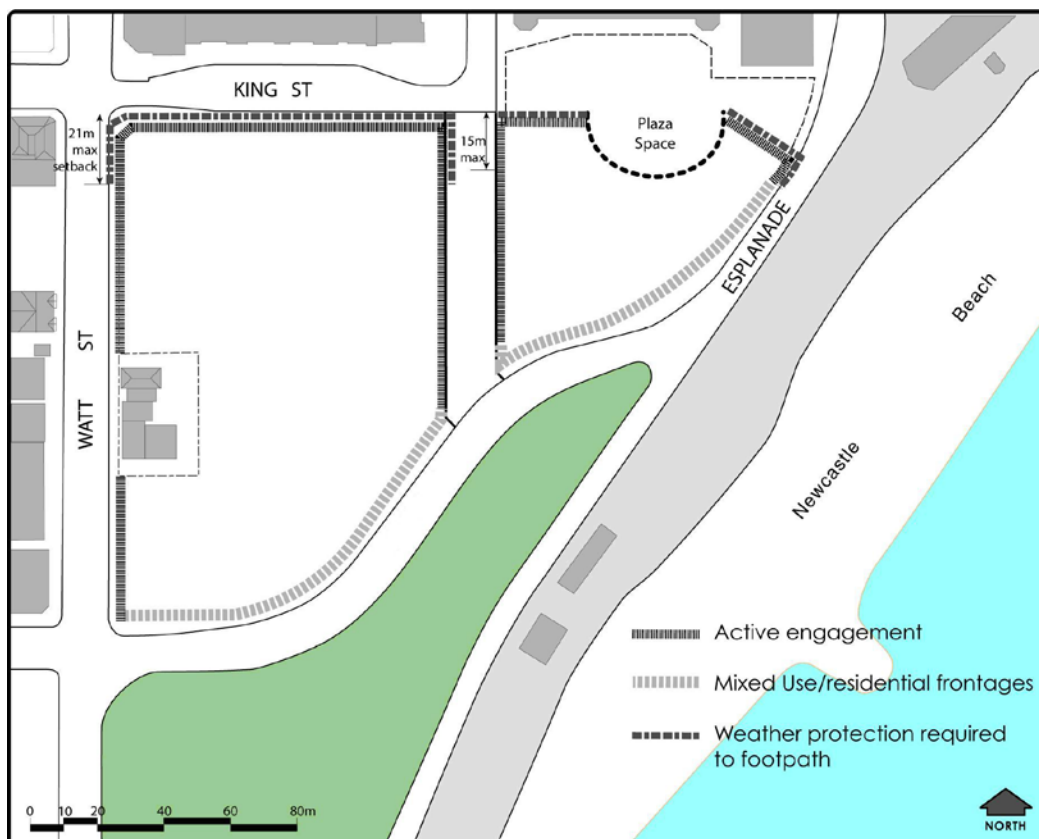 KING ST
21m
max
setback
15m
max
Plaza
Space
ESPLANADE
WATT ST
Beach
Newcastle
Active engagement
Mixed Use/residential frontages
Weather protection required
to footpath
0 10 20 40 60 80m
NORTH